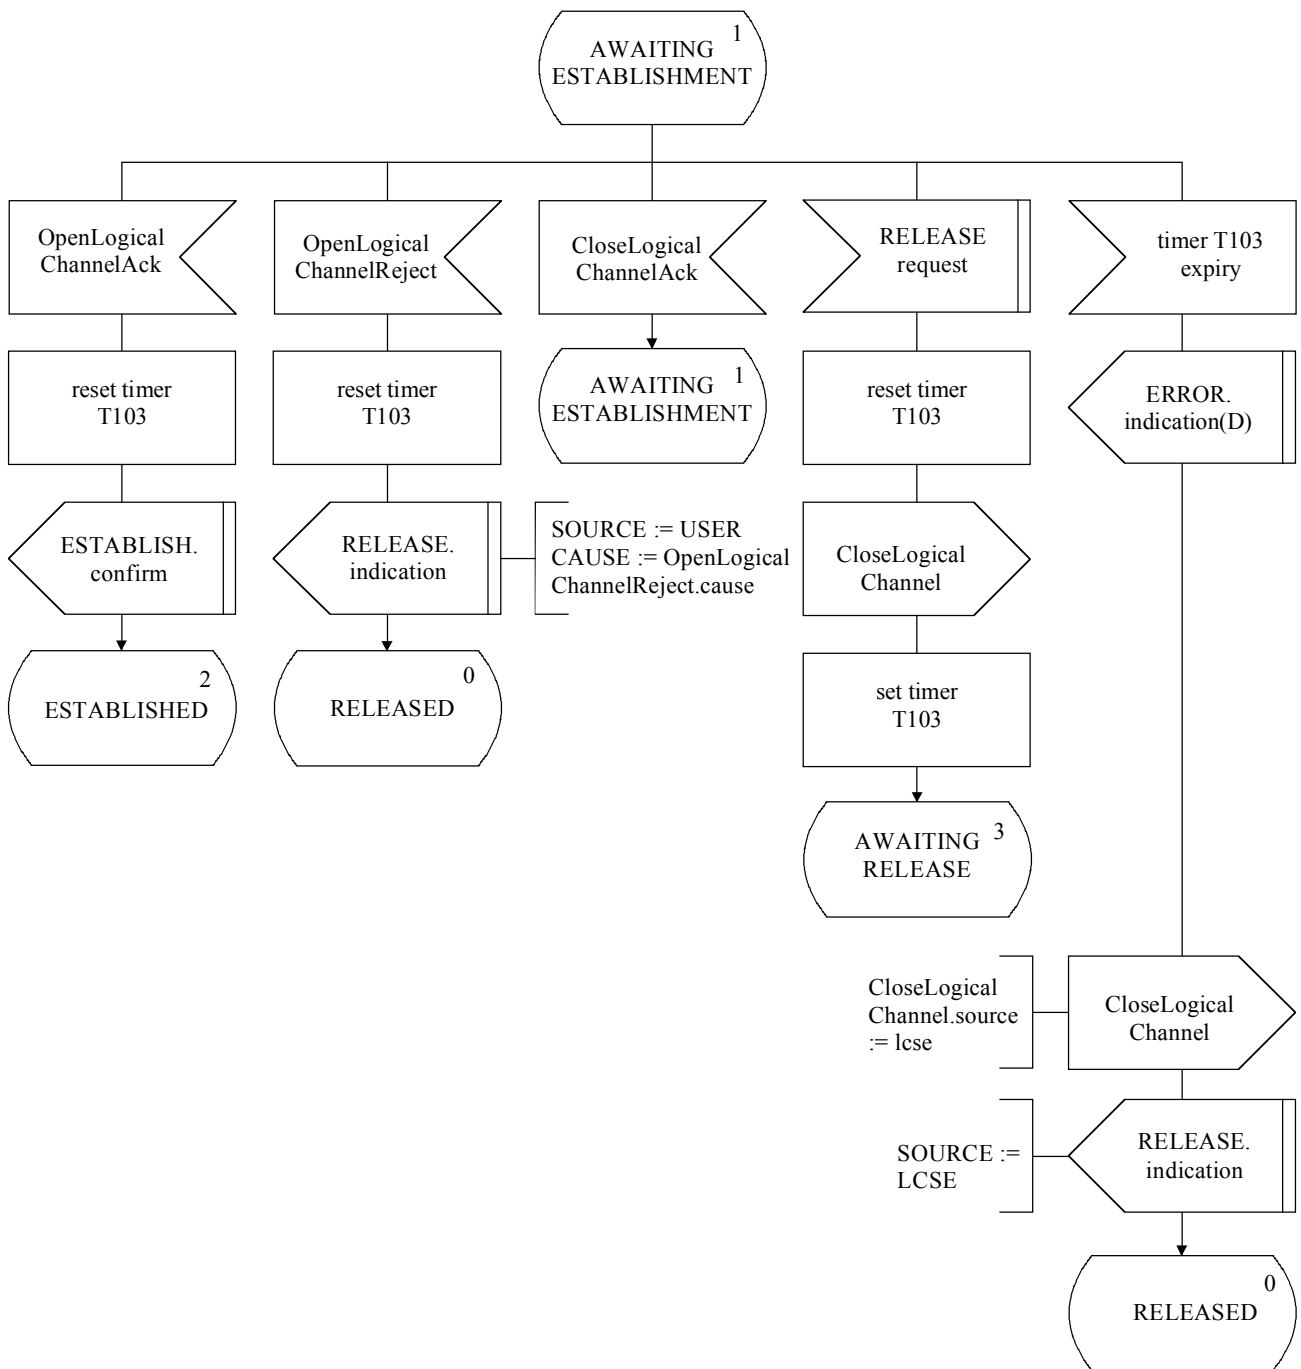 1
AWAITING
ESTABLISHMENT
OpenLogical
ChannelAck
OpenLogical
ChannelReject
CloseLogical
ChannelAck
RELEASE
request
timer T103
expiry
reset timer
T103
reset timer
T103
1
AWAITING
ESTABLISHMENT
reset timer
T103
ERROR.
indication(D)
ESTABLISH.
confirm
RELEASE.
indication
SOURCE := USER
CAUSE := OpenLogical
ChannelReject.cause
CloseLogical
Channel
2
ESTABLISHED
0
RELEASED
set timer
T103
3
AWAITING
RELEASE
CloseLogical
Channel.source
:= lcse
CloseLogical
Channel
SOURCE :=
LCSE
RELEASE.
indication
0
RELEASED